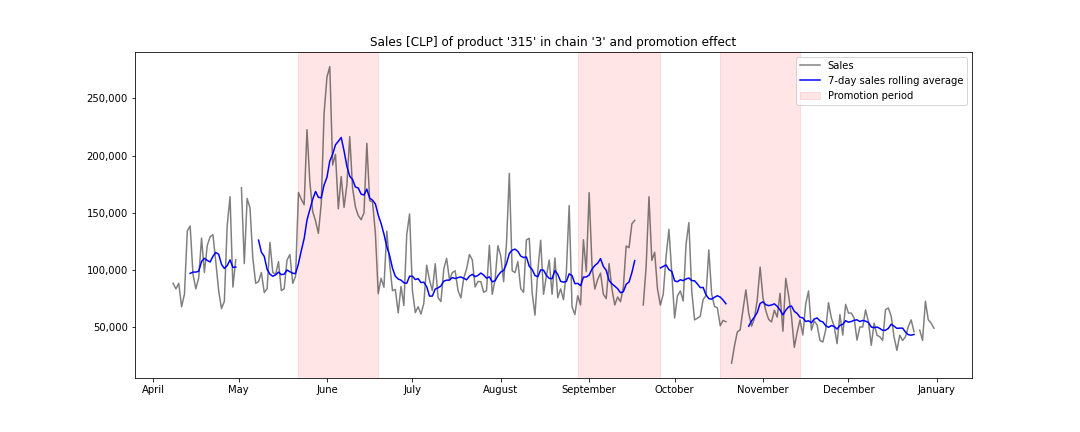 Sales [CLP] of product '315' in chain '3' and promotion effect
Sales
7-day sales rolling average
Promotion period
250,000
200,000
150,000
100,000
50,000
April May June July August September October November December January